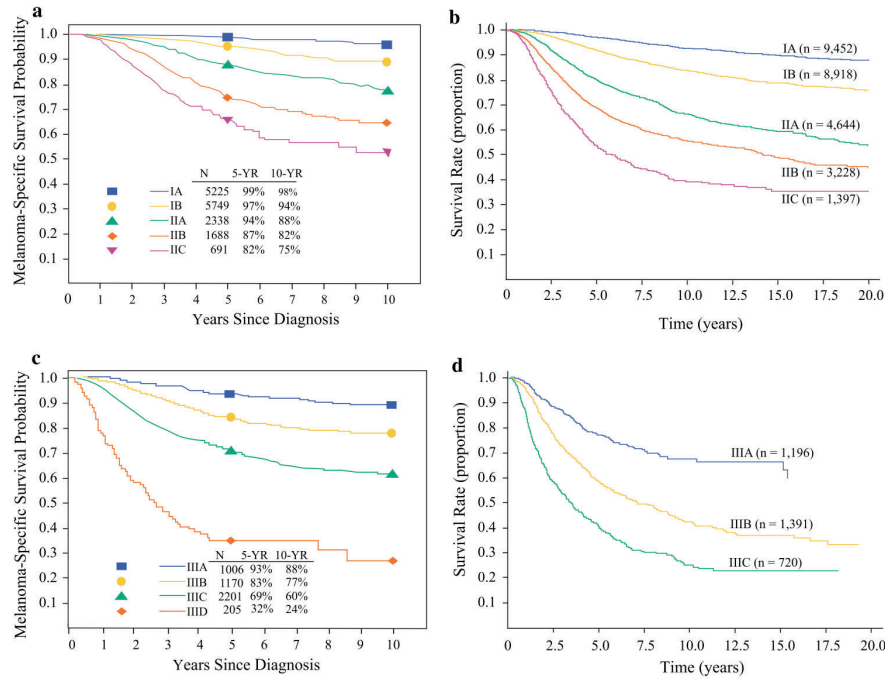 a
Melanoma-Specific Survival Probability
1.0
0.9
0.8
0.7
0.6
0.5
0.4
0.3
0.2
0.1
N 5-YR 10-YR
IA 5225 99% 98%
IB 5749 97% 94%
IIA 2338 94% 88%
IIB 1688 87% 82%
IIC 691 82% 75%
0 1 2 3 4 5 6 7 8 9 10
Years Since Diagnosis
b
Survival Rate (proportion)
1.0
0.9
0.8
0.7
0.6
0.5
0.4
0.3
0.2
0.1
IA (n = 9,452)
IB (n = 8,918)
IIA (n = 4,644)
IIB (n = 3,228)
IIC (n = 1,397)
0 2.5 5.0 7.5 10.0 12.5 15.0 17.5 20.0
Time (years)
c
Melanoma-Specific Survival Probability
1.0
0.9
0.8
0.7
0.6
0.5
0.4
0.3
0.2
0.1
N 5-YR 10-YR
IIIA 1006 93% 88%
IIIB 1170 83% 77%
IIIC 2201 69% 60%
IIID 205 32% 24%
0 1 2 3 4 5 6 7 8 9 10
Years Since Diagnosis
d
Survival Rate (proportion)
1.0
0.9
0.8
0.7
0.6
0.5
0.4
0.3
0.2
0.1
IIIA (n = 1,196)
IIIB (n = 1,391)
IIIC (n = 720)
0 2.5 5.0 7.5 10.0 12.5 15.0 17.5 20.0
Time (years)